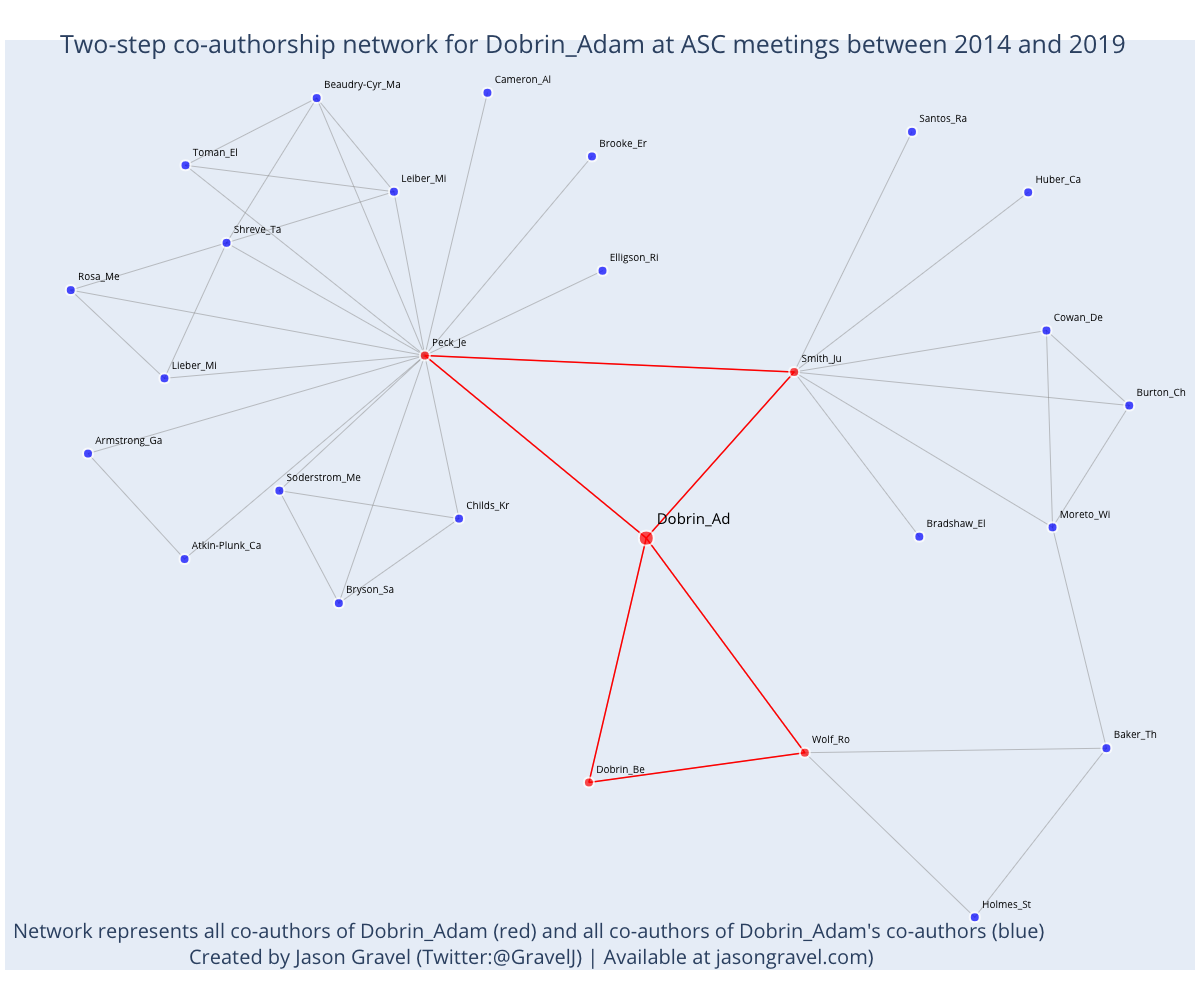 Two-step co-authorship network for Dobrin_Adam at ASC meetings between 2014 and 2019
Cameron_Al
Beaudry-Cyr_Ma
Santos_Ra
Brooke_Er
Toman_El
Leiber_Mi
Huber_Ca
Shreve_Ta
Elligson_Ri
Rosa_Me
Cowan_De
Peck_Je
Smith_Ju
Lieber_Mi
Burton_Ch
Armstrong_Ga
Soderstrom_Me
Childs_Kr
Moreto_Wi
Dobrin_Ad
Bradshaw_El
Atkin-Plunk_Ca
Bryson_Sa
Baker_Th
Wolf_Ro
Dobrin_Be
Holmes_St
Network represents all co-authors of Dobrin_Adam (red) and all co-authors of Dobrin_Adam's co-authors (blue)
Created by Jason Gravel (Twitter:@GravelJ) | Available at jasongravel.com)